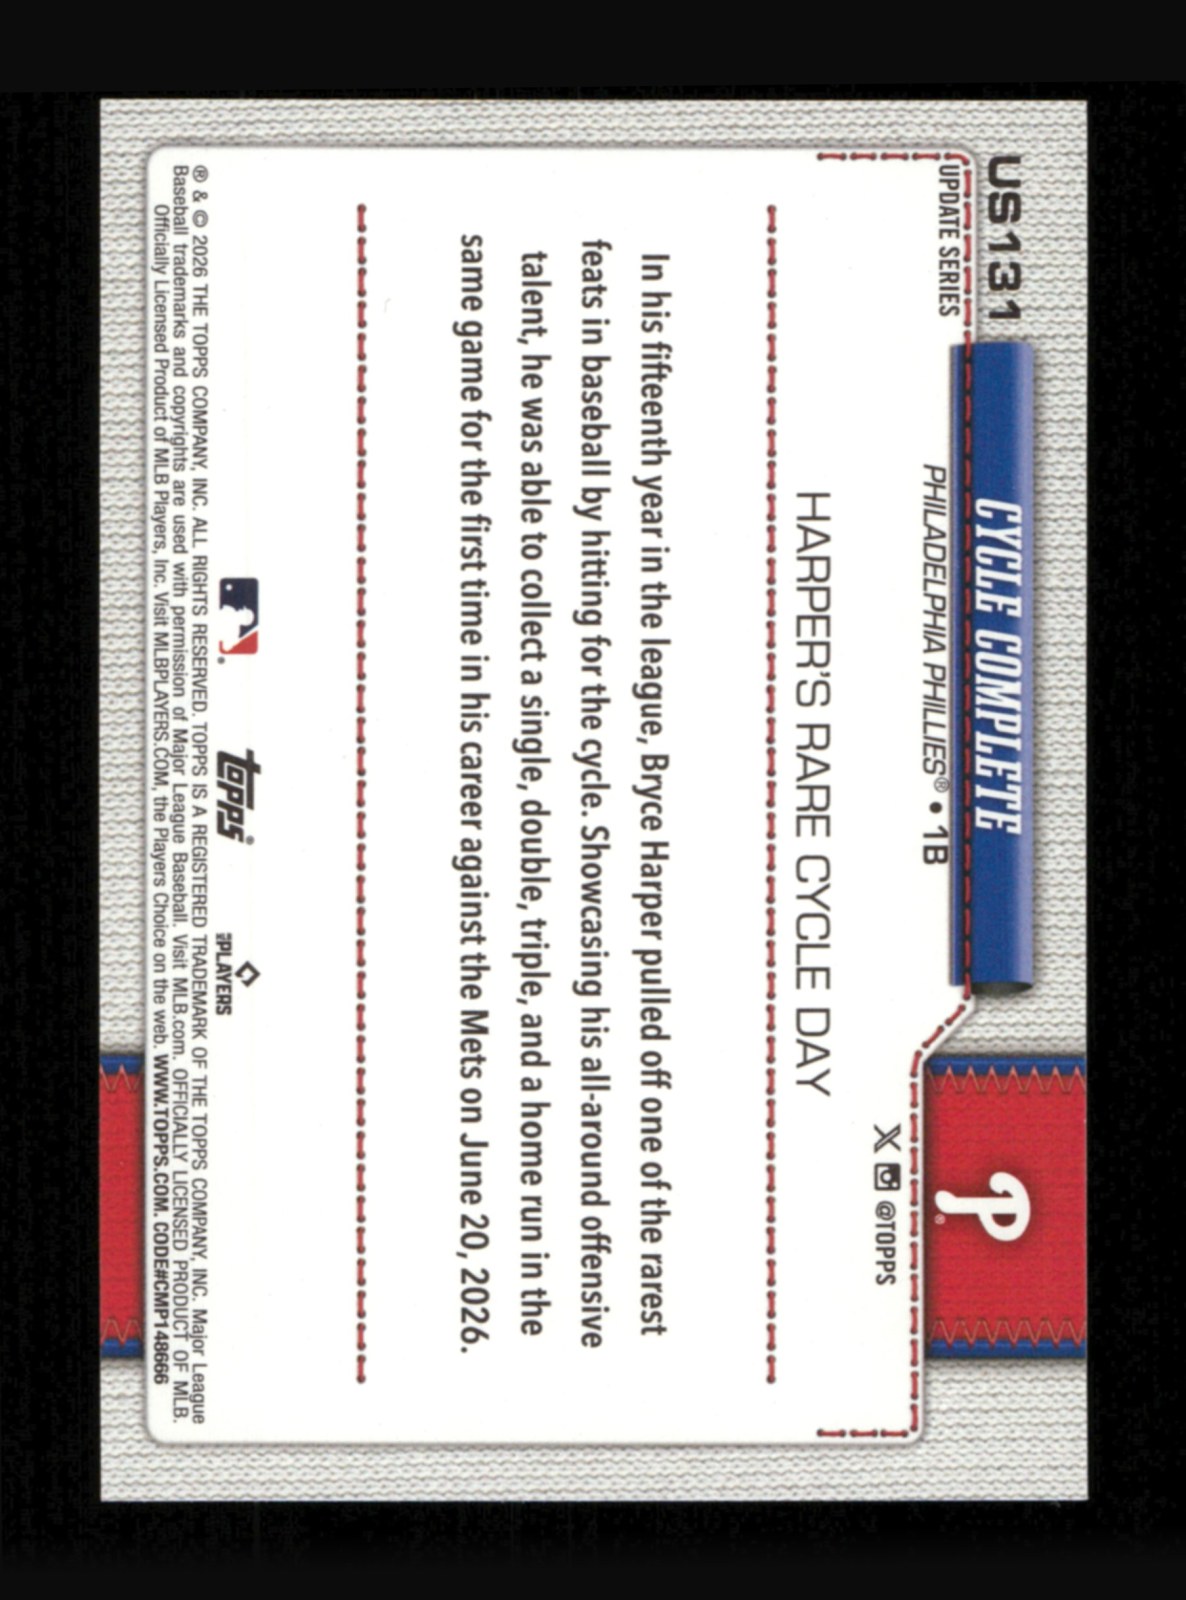 US131
CYCLE COMPLETE
UPDATE SERIES
PHILADELPHIA PHILLIES® • 1B
P®
X @TOPPS
HARPER'S RARE CYCLE DAY
In his fifteenth year in the league, Bryce Harper pulled off one of the rarest
feats in baseball by hitting for the cycle. Showcasing his all-around offensive
talent, he was able to collect a single, double, triple, and a home run in the
same game for the first time in his career against the Mets on June 20, 2026.
topps® MLB PLAYERS
® & © 2026 THE TOPPS COMPANY, INC. ALL RIGHTS RESERVED. TOPPS IS A REGISTERED TRADEMARK OF THE TOPPS COMPANY, INC. Major League
Baseball trademarks and copyrights are used with permission of Major League Baseball. Visit MLB.com. OFFICIALLY LICENSED PRODUCT OF MLB.
Officially Licensed Product of MLB Players, Inc. Visit MLBPLAYERS.COM, the Players Choice on the web. WWW.TOPPS.COM. CODE#CMP148666